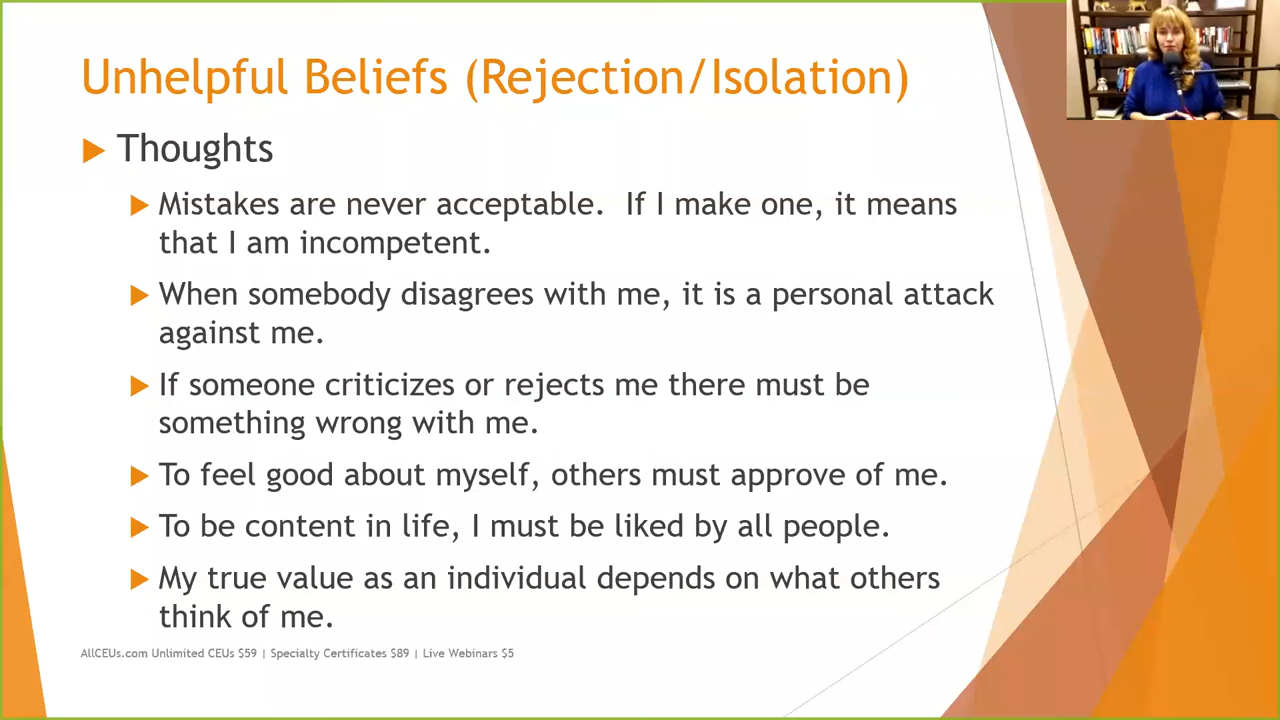 Unhelpful Beliefs (Rejection/Isolation)
Thoughts
Mistakes are never acceptable.  If I make one, it means
that I am incompetent.
When somebody disagrees with me, it is a personal attack
against me.
If someone criticizes or rejects me there must be
something wrong with me.
To feel good about myself, others must approve of me.
To be content in life, I must be liked by all people.
My true value as an individual depends on what others
think of me.
AllCEUs.com Unlimited CEUs $59 | Specialty Certificates $89 | Live Webinars $5